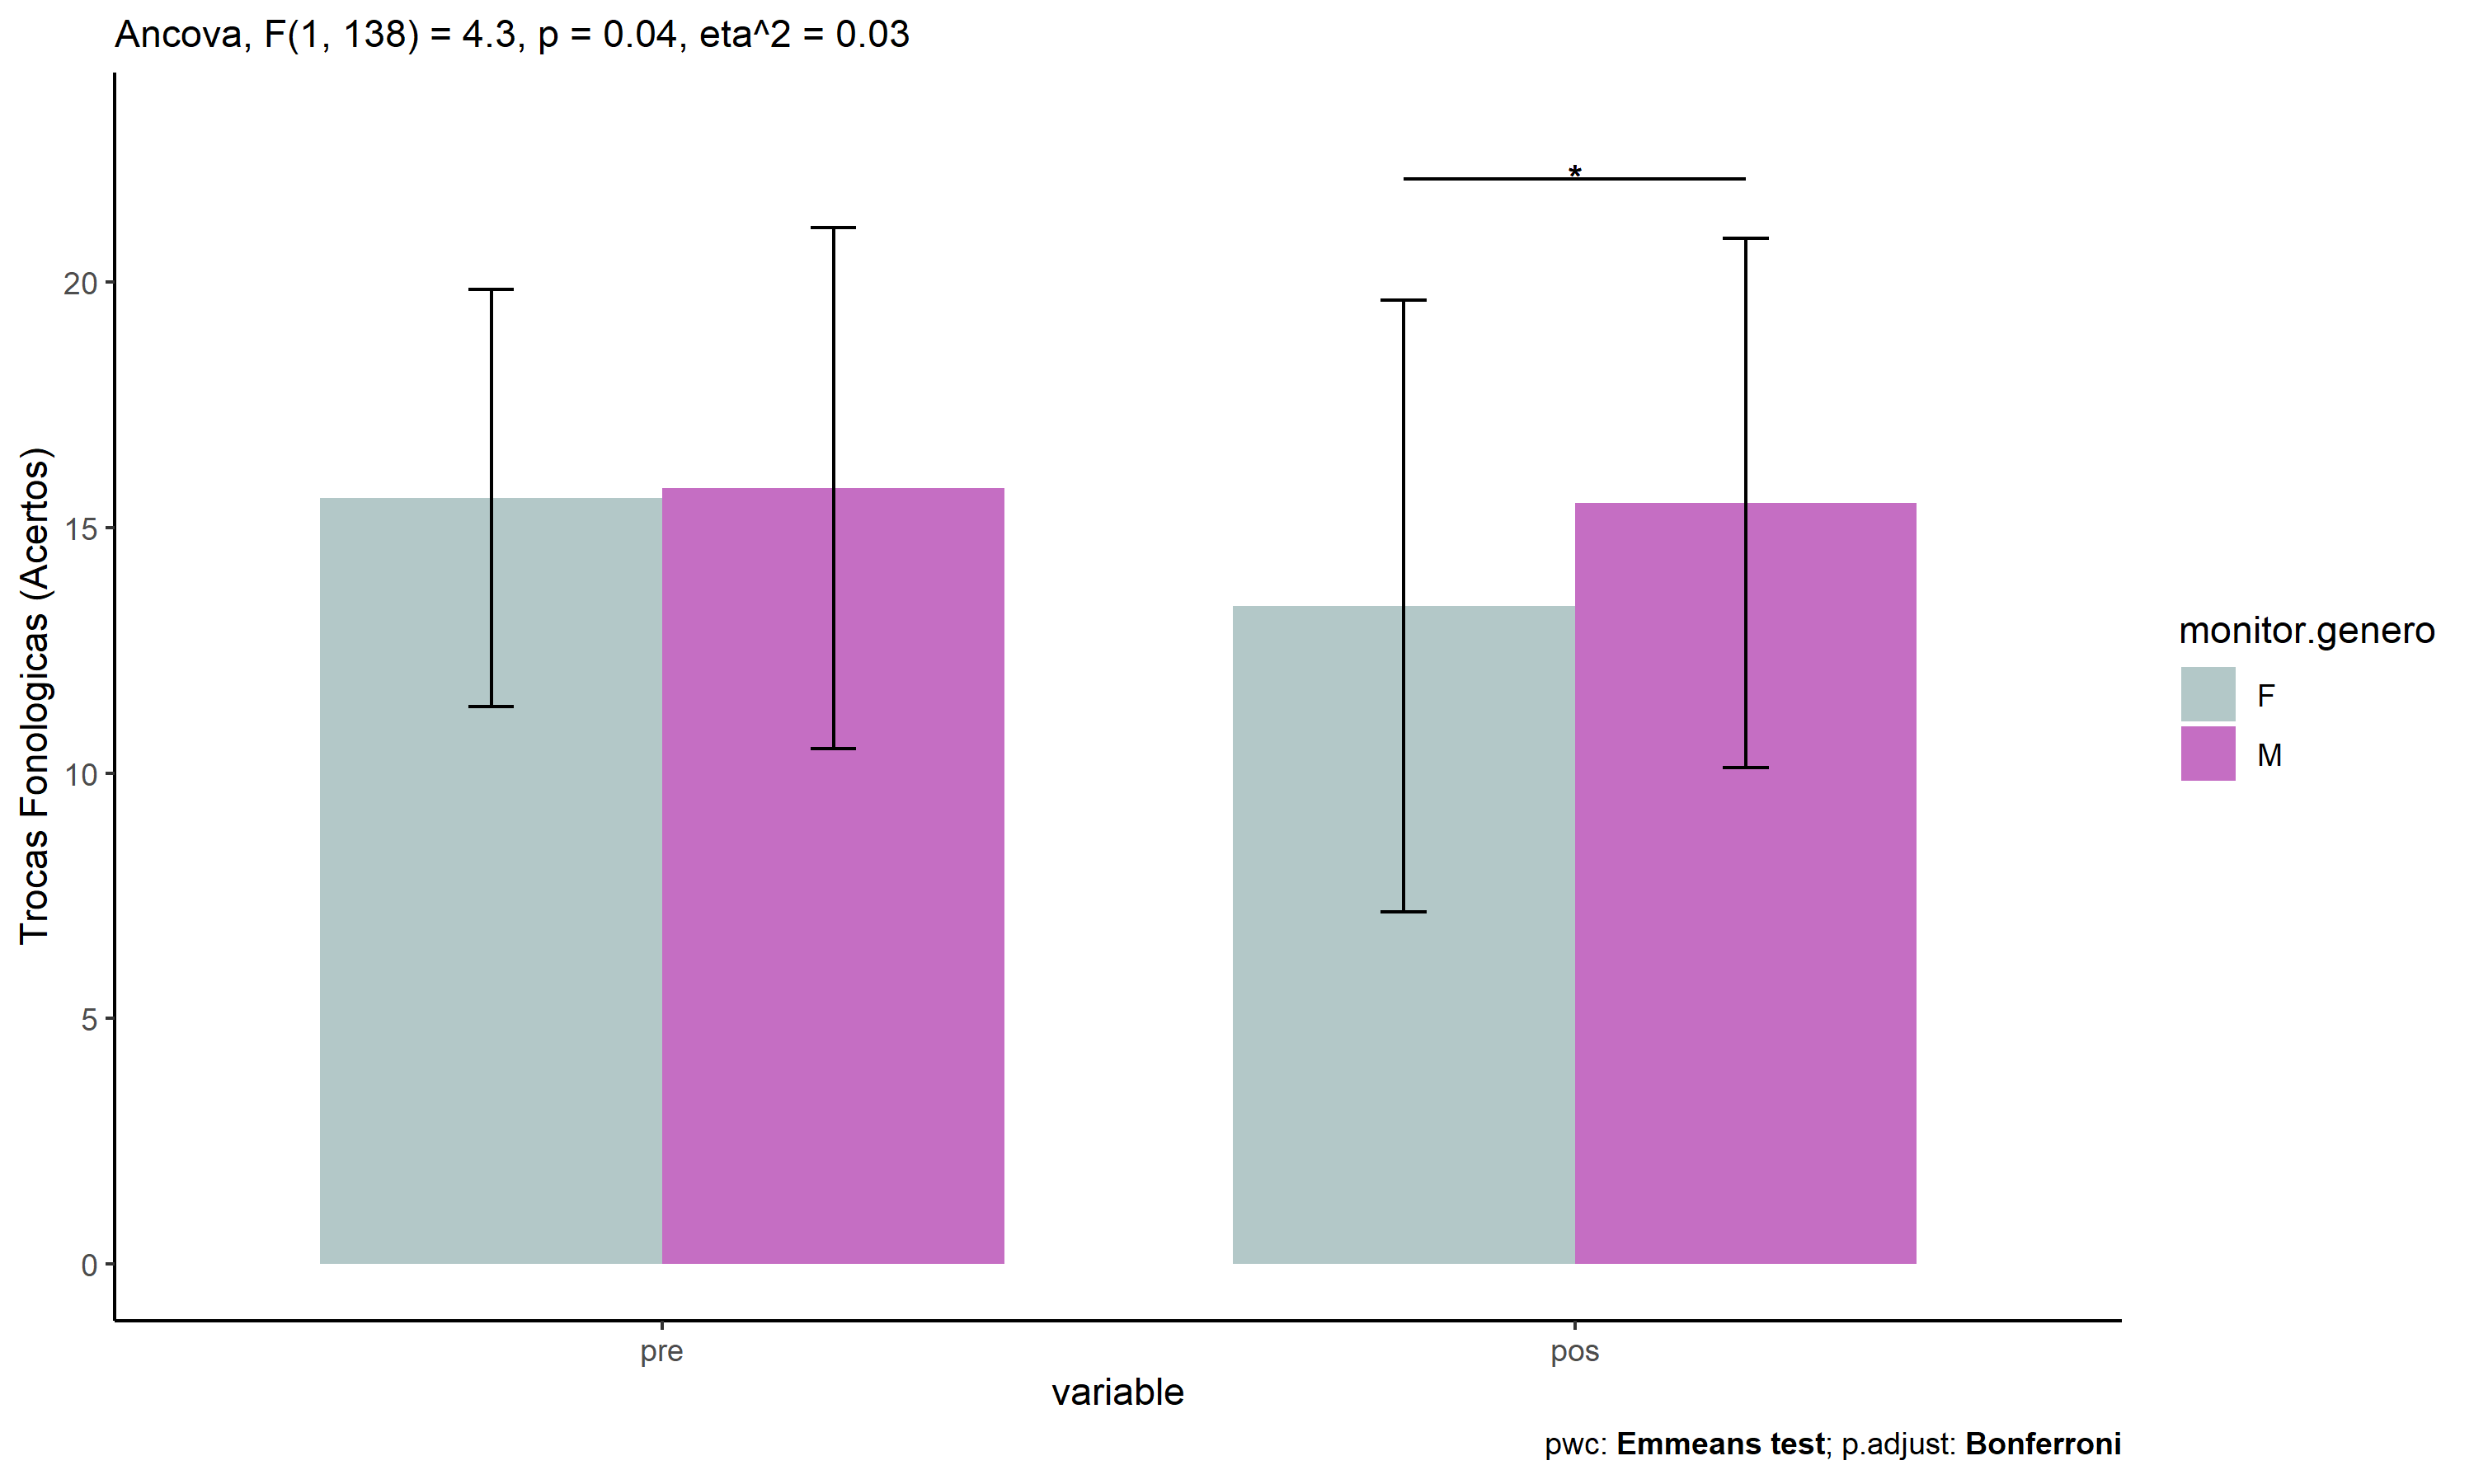 Ancova, F(1, 138) = 4.3, p = 0.04, eta^2 = 0.03
Trocas Fonologicas (Acertos)
20
15
10
5
0
*
pre
pos
variable
monitor.genero
F
M
pwc: Emmeans test; p.adjust: Bonferroni